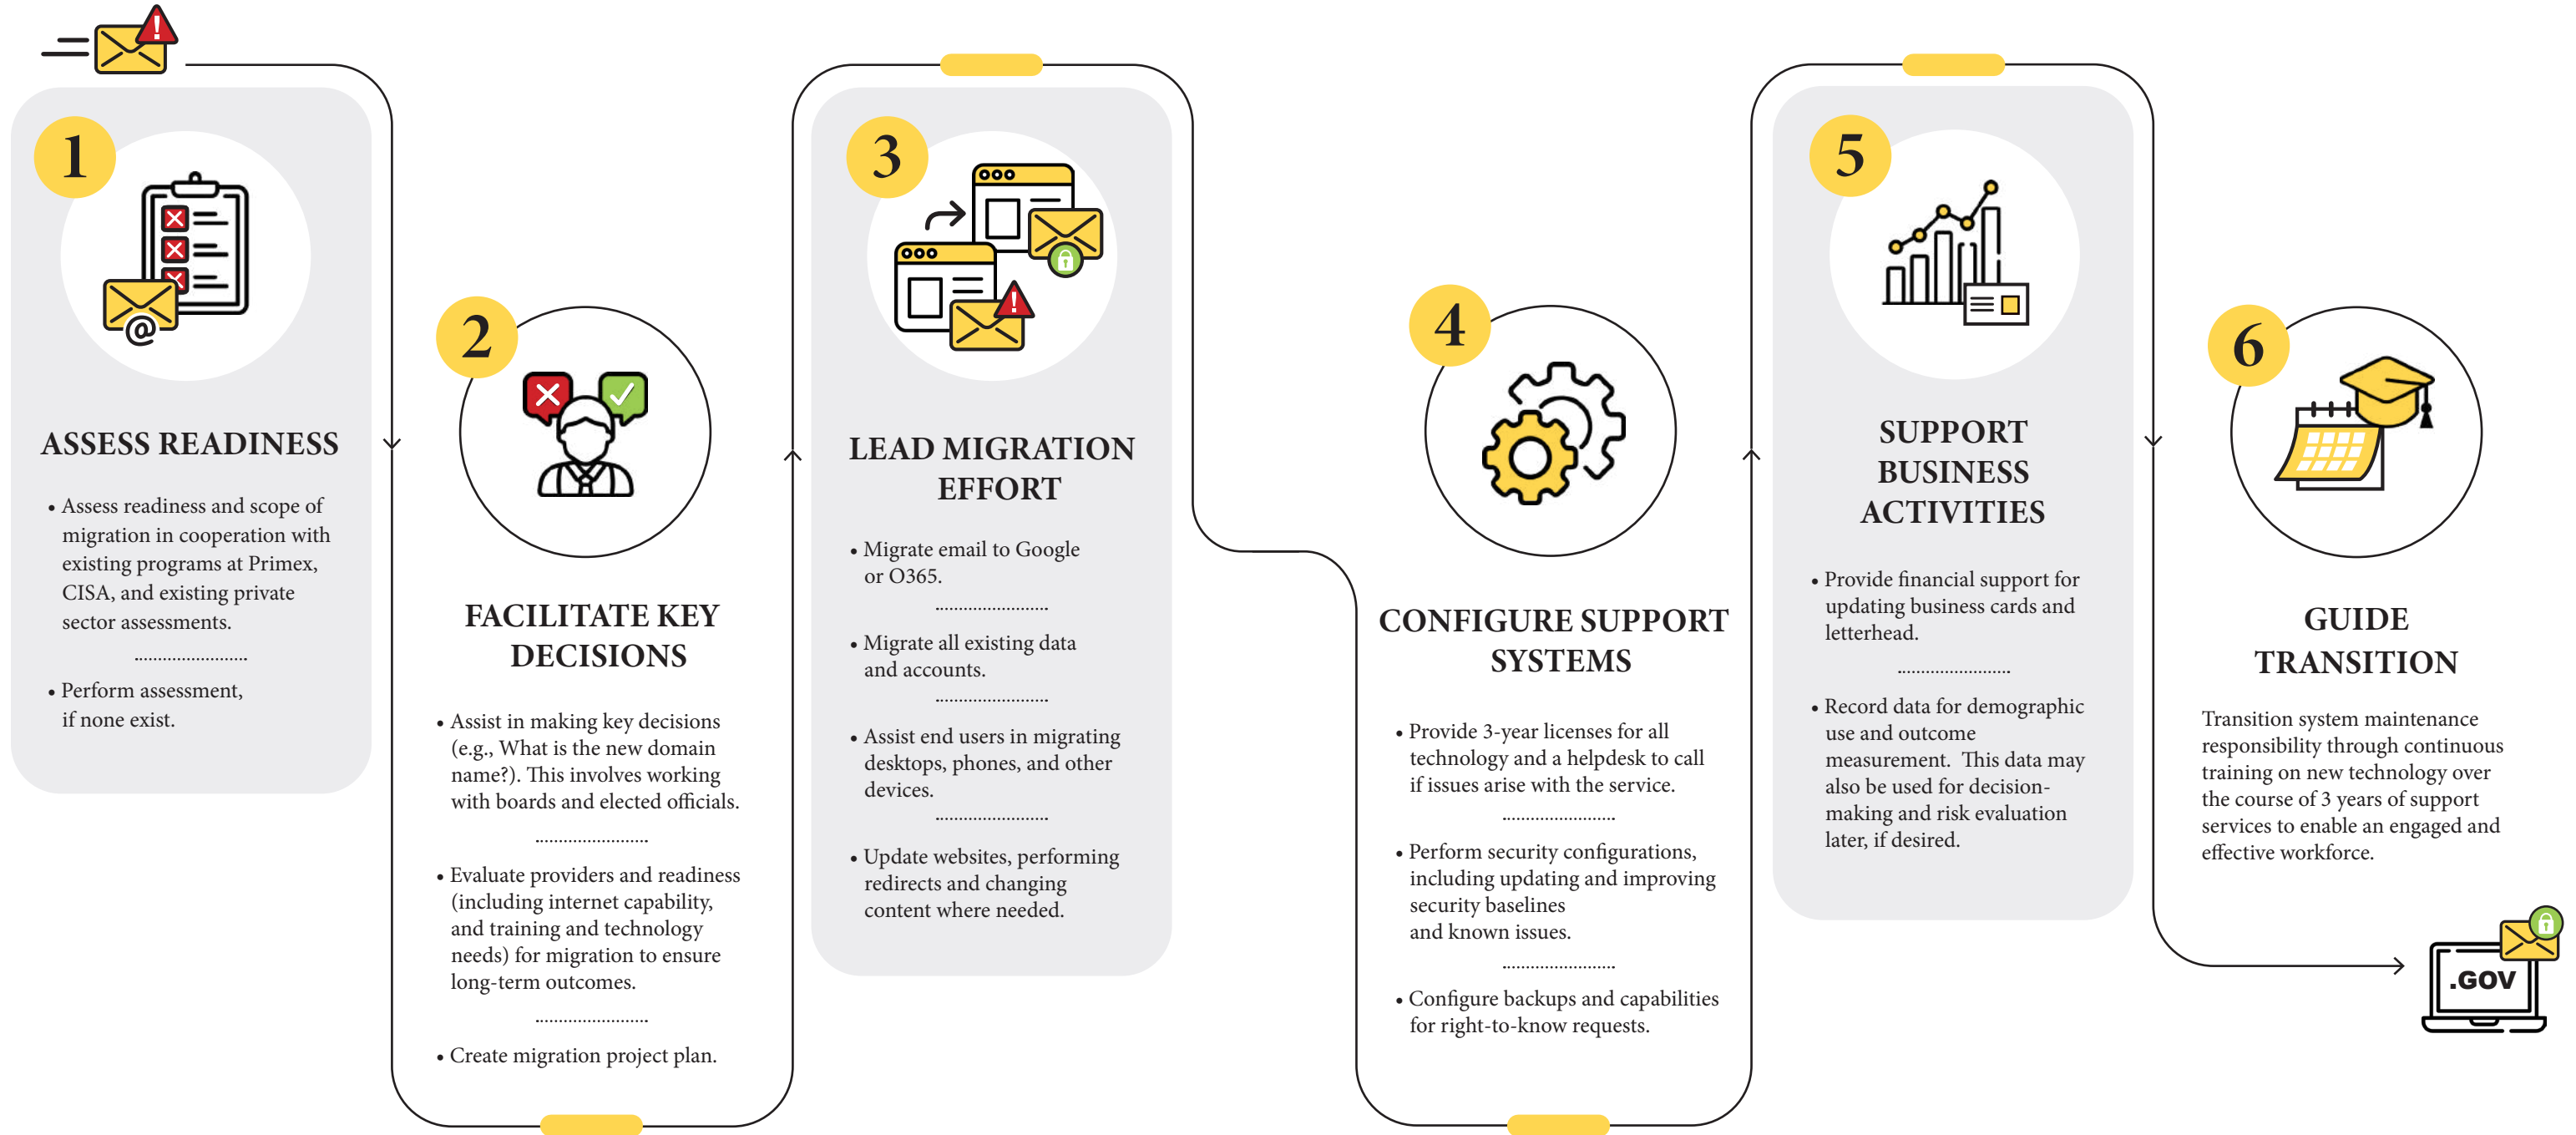 1
ASSESS READINESS
• Assess readiness and scope of
migration in cooperation with
existing programs at Primex,
CISA, and existing private
sector assessments.
• Perform assessment,
if none exist.
2
FACILITATE KEY
DECISIONS
• Assist in making key decisions
(e.g., What is the new domain
name?). This involves working
with boards and elected officials.
• Evaluate providers and readiness
(including internet capability,
and training and technology
needs) for migration to ensure
long-term outcomes.
• Create migration project plan.
3
LEAD MIGRATION
EFFORT
• Migrate email to Google
or O365.
• Migrate all existing data
and accounts.
• Assist end users in migrating
desktops, phones, and other
devices.
• Update websites, performing
redirects and changing
content where needed.
4
CONFIGURE SUPPORT
SYSTEMS
• Provide 3-year licenses for all
technology and a helpdesk to call
if issues arise with the service.
• Perform security configurations,
including updating and improving
security baselines
and known issues.
• Configure backups and capabilities
for right-to-know requests.
5
SUPPORT
BUSINESS
ACTIVITIES
• Provide financial support for
updating business cards and
letterhead.
• Record data for demographic
use and outcome
measurement.  This data may
also be used for decision-
making and risk evaluation
later, if desired.
6
GUIDE
TRANSITION
Transition system maintenance
responsibility through continuous
training on new technology over
the course of 3 years of support
services to enable an engaged and
effective workforce.
.GOV